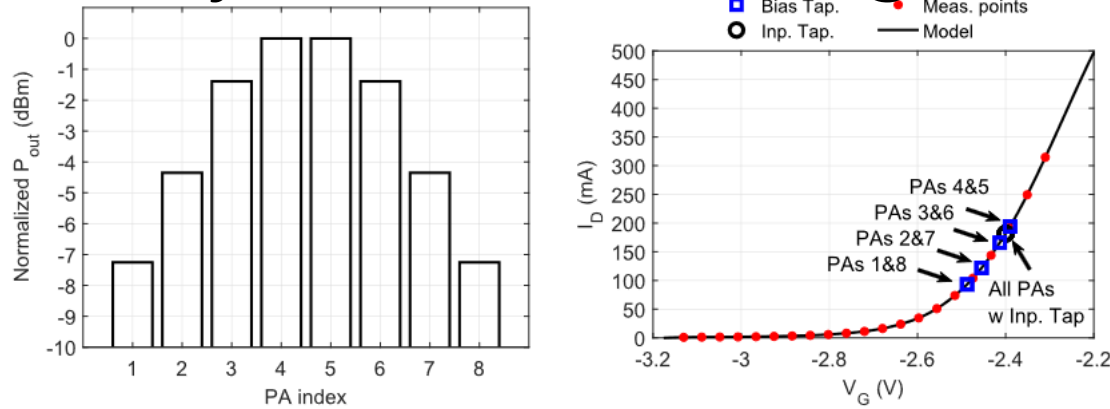 Normalized P_out (dBm)
0
-1
-2
-3
-4
-5
-6
-7
-8
-9
-10
1 2 3 4 5 6 7 8
PA index
Bias Tap. Meas. points
Inp. Tap. Model
I_D (mA)
500
450
400
350
300
250
200
150
100
50
0
PAs 4&5
PAs 3&6
PAs 2&7
PAs 1&8
All PAs
w Inp. Tap
-3.2 -3 -2.8 -2.6 -2.4 -2.2
V_G (V)